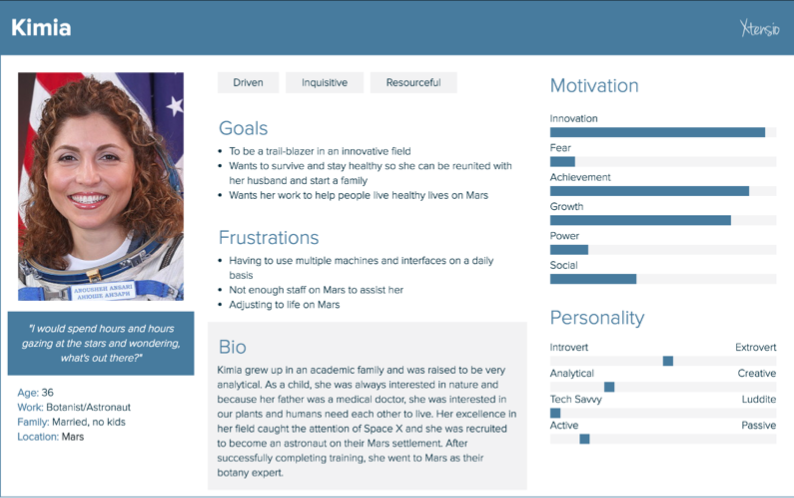 Kimia
Xtensio
"I would spend hours and hours
gazing at the stars and wondering,
what's out there?"
Age: 36
Work: Botanist/Astronaut
Family: Married, no kids
Location: Mars
Driven
Inquisitive
Resourceful
Goals
• To be a trail-blazer in an innovative field
• Wants to survive and stay healthy so she can be reunited with
her husband and start a family
• Wants her work to help people live healthy lives on Mars
Frustrations
• Having to use multiple machines and interfaces on a daily
basis
• Not enough staff on Mars to assist her
• Adjusting to life on Mars
Bio
Kimia grew up in an academic family and was raised to be very
analytical. As a child, she was always interested in nature and
because her father was a medical doctor, she was interested in
our plants and humans need each other to live. Her excellence in
her field caught the attention of Space X and she was recruited
to become an astronaut on their Mars settlement. After
successfully completing training, she went to Mars as their
botany expert.
Motivation
Innovation
Fear
Achievement
Growth
Power
Social
Personality
Introvert Extrovert
Analytical Creative
Tech Savvy Luddite
Active Passive